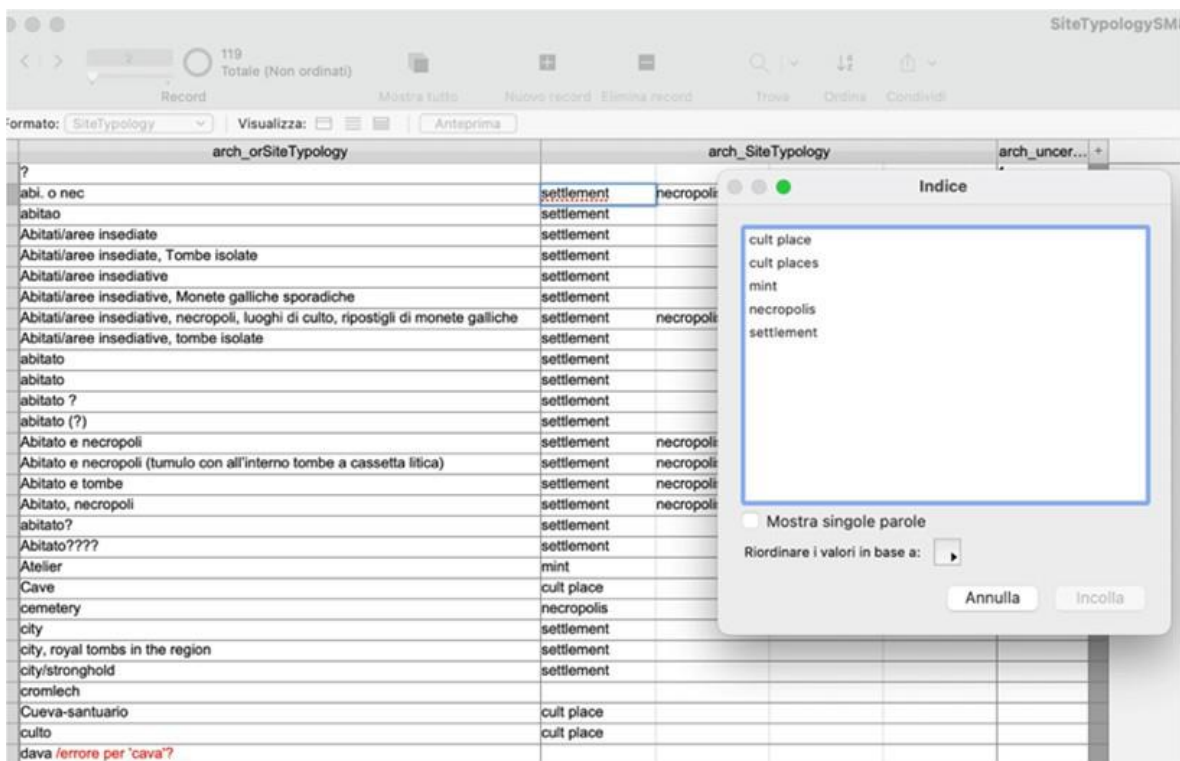 SiteTypologySM
2
119
Totale (Non ordinati)
Record
Mostra tutto
Nuovo record
Elimina record
Trova
Ordina
Condividi
Formato: SiteTypology
Visualizza:
Anteprima
arch_orSiteTypology arch_SiteTypology arch_uncer... +
?
abi. o nec settlement necropolis
abitao settlement
Abitati/aree insediate settlement
Abitati/aree insediate, Tombe isolate settlement
Abitati/aree insediative settlement
Abitati/aree insediative, Monete galliche sporadiche settlement
Abitati/aree insediative, necropoli, luoghi di culto, ripostigli di monete galliche settlement necropolis
Abitati/aree insediative, tombe isolate settlement
abitato settlement
abitato settlement
abitato ? settlement
abitato (?) settlement
Abitato e necropoli settlement necropolis
Abitato e necropoli (tumulo con all'interno tombe a cassetta litica) settlement necropolis
Abitato e tombe settlement necropolis
Abitato, necropoli settlement necropolis
abitato? settlement
Abitato???? settlement
Atelier mint
Cave cult place
cemetery necropolis
city settlement
city, royal tombs in the region settlement
city/stronghold settlement
cromlech
Cueva-santuario cult place
culto cult place
dava /errore per 'cava'?
Indice
cult place
cult places
mint
necropolis
settlement
Mostra singole parole
Riordinare i valori in base a:
Annulla
Incolla